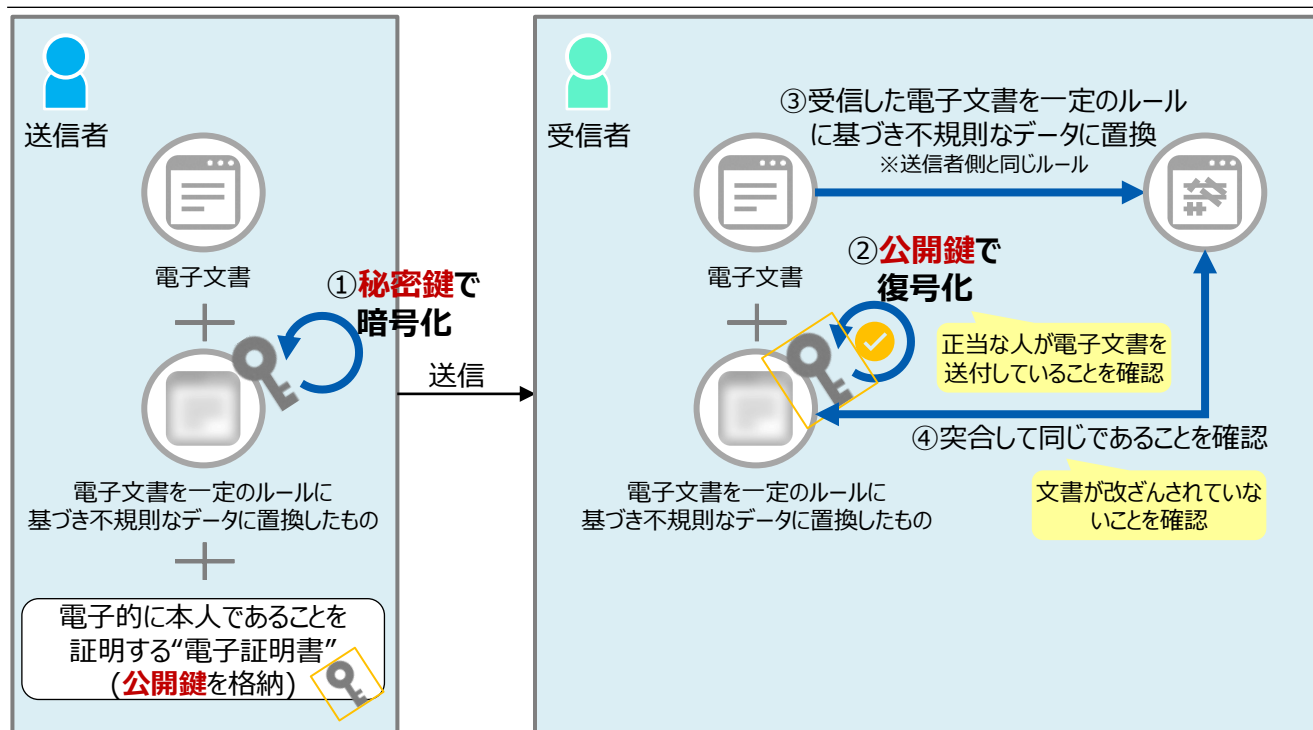 送信者
電子文書
①秘密鍵で
暗号化
電子文書を一定のルールに
基づき不規則なデータに置換したもの
電子的に本人であることを
証明する“電子証明書”
(公開鍵を格納)
送信
受信者
③受信した電子文書を一定のルール
に基づき不規則なデータに置換
※送信者側と同じルール
電子文書
②公開鍵で
復号化
正当な人が電子文書を
送付していることを確認
④突合して同じであることを確認
電子文書を一定のルールに
基づき不規則なデータに置換したもの
文書が改ざんされていな
いことを確認